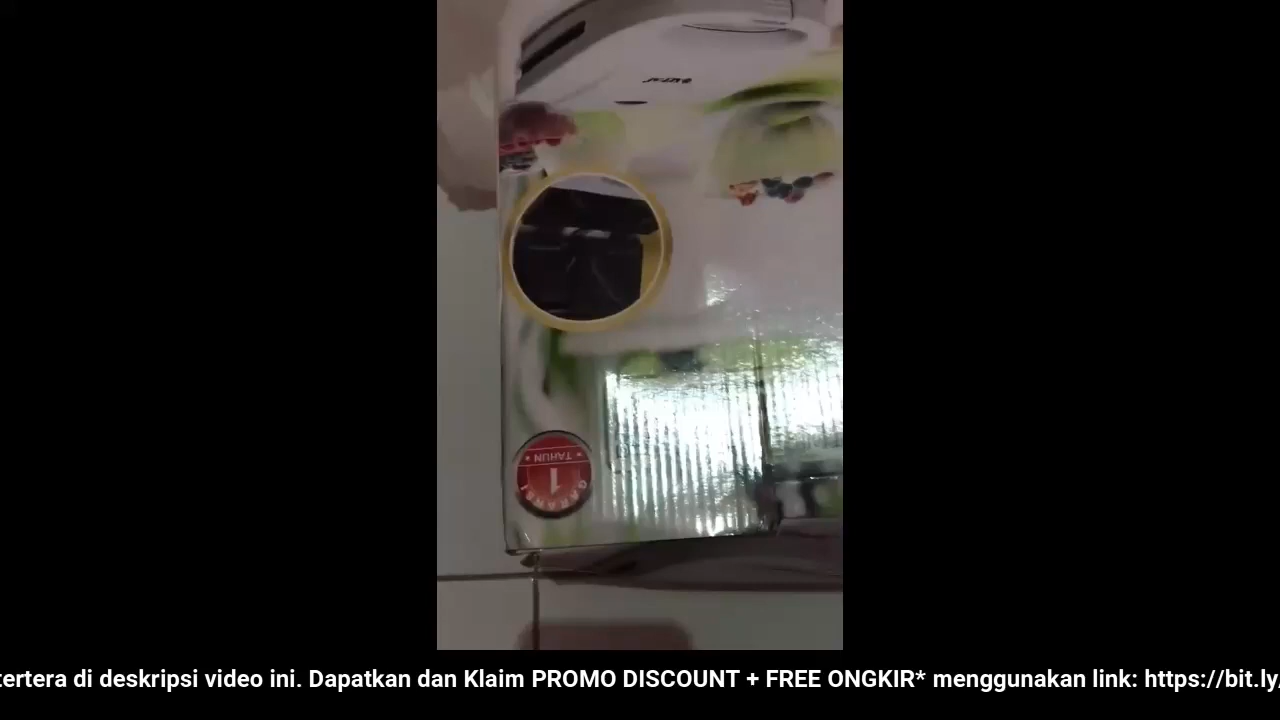 GARANSI
1
★ TAHUN ★
tertera di deskripsi video ini. Dapatkan dan Klaim PROMO DISCOUNT + FREE ONGKIR* menggunakan link: https://bit.ly/